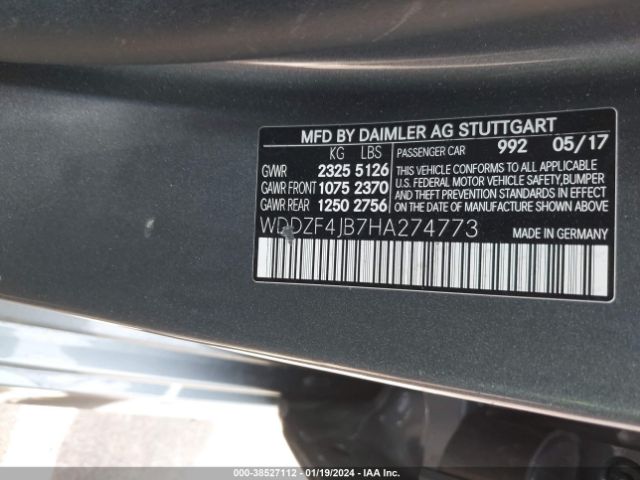 MFD BY DAIMLER AG STUTTGART
KG LBS
GVWR 2325 5126
GAWR FRONT 1075 2370
GAWR REAR 1250 2756
PASSENGER CAR 992 05/17
THIS VEHICLE CONFORMS TO ALL APPLICABLE
U.S. FEDERAL MOTOR VEHICLE SAFETY, BUMPER
AND THEFT PREVENTION STANDARDS IN EFFECT
ON THE DATE OF MANUFACTURE SHOWN ABOVE.
WDDZF4JB7HA274773
MADE IN GERMANY
000-38527112 - 01/19/2024 - IAA Inc.